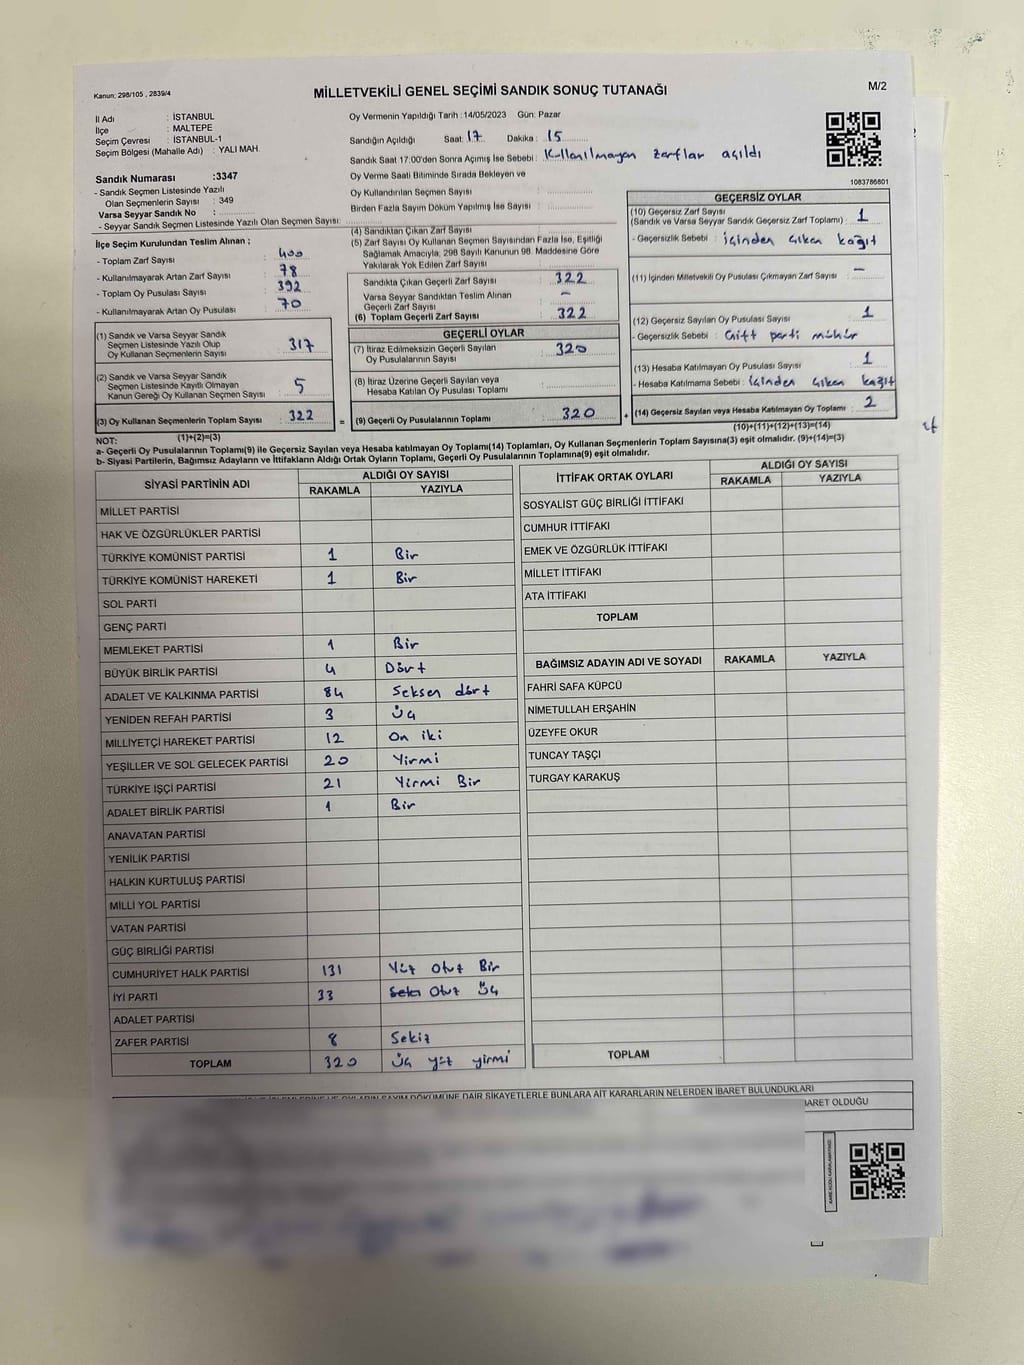 Kanun; 298/105 , 2839/4
MİLLETVEKİLİ GENEL SEÇİMİ SANDIK SONUÇ TUTANAĞI
M/2
İl Adı : İSTANBUL
İlçe : MALTEPE
Seçim Çevresi : İSTANBUL-1
Seçim Bölgesi (Mahalle Adı) : YALI MAH.
Sandık Numarası :3347
- Sandık Seçmen Listesinde Yazılı
Olan Seçmenlerin Sayısı : 349
Varsa Seyyar Sandık No :
- Seyyar Sandık Seçmen Listesinde Yazılı Olan Seçmen Sayısı:
Oy Vermenin Yapıldığı Tarih :14/05/2023 Gün: Pazar
Sandığın Açıldığı Saat: 17 Dakika : 15
Sandık Saat 17:00'den Sonra Açımış İse Sebebi : Kullanılmayan zarflar açıldı
Oy Verme Saati Bitiminde Sırada Bekleyen ve
Oy Kullandırılan Seçmen Sayısı :
Birden Fazla Sayım Döküm Yapılmış İse Sayısı :
1083786601
İlçe Seçim Kurulundan Teslim Alınan ;
- Toplam Zarf Sayısı : 400
- Kullanılmayarak Artan Zarf Sayısı : 78
- Toplam Oy Pusulası Sayısı : 392
- Kullanılmayarak Artan Oy Pusulası : 70
(1) Sandık ve Varsa Seyyar Sandık
Seçmen Listesinde Yazılı Olup
Oy Kullanan Seçmenlerin Sayısı : 317
(2) Sandık ve Varsa Seyyar Sandık
Seçmen Listesinde Kayıtlı Olmayan
Kanun Gereği Oy Kullanan Seçmen Sayısı : 5
(3) Oy Kullanan Seçmenlerin Toplam Sayısı : 322
(1)+(2)=(3)
(4) Sandıktan Çıkan Zarf Sayısı :
(5) Zarf Sayısı Oy Kullanan Seçmen Sayısından Fazla İse, Eşitliği
Sağlamak Amacıyla, 298 Sayılı Kanunun 98. Maddesine Göre
Yakılarak Yok Edilen Zarf Sayısı :
Sandıkta Çıkan Geçerli Zarf Sayısı : 322
Varsa Seyyar Sandıktan Teslim Alınan
Geçerli Zarf Sayısı : –
(6) Toplam Geçerli Zarf Sayısı : 322
GEÇERLİ OYLAR
(7) İtiraz Edilmeksizin Geçerli Sayılan
Oy Pusulalarının Sayısı : 320
(8) İtiraz Üzerine Geçerli Sayılan veya
Hesaba Katılan Oy Pusulası Toplamı :
= (9) Geçerli Oy Pusulalarının Toplamı : 320 +
GEÇERSİZ OYLAR
(10) Geçersiz Zarf Sayısı
(Sandık ve Varsa Seyyar Sandık Geçersiz Zarf Toplamı) : 1
- Geçersizlik Sebebi : içinden çıkan kağıt
(11) İçinden Milletvekili Oy Pusulası Çıkmayan Zarf Sayısı : –
(12) Geçersiz Sayılan Oy Pusulası Sayısı : 1
- Geçersizlik Sebebi : Çift parti mühür
(13) Hesaba Katılmayan Oy Pusulası Sayısı : 1
- Hesaba Katılmama Sebebi : içinden çıkan kağıt
(14) Geçersiz Sayılan veya Hesaba Katılmayan Oy Toplamı : 2
(10)+(11)+(12)+(13)=(14)
NOT:
a- Geçerli Oy Pusulalarının Toplamı(9) ile Geçersiz Sayılan veya Hesaba katılmayan Oy Toplamı(14) Toplamları, Oy Kullanan Seçmenlerin Toplam Sayısına(3) eşit olmalıdır. (9)+(14)=(3)
b- Siyasi Partilerin, Bağımsız Adayların ve İttifakların Aldığı Ortak Oyların Toplamı, Geçerli Oy Pusulalarının Toplamına(9) eşit olmalıdır.
SİYASİ PARTİNİN ADI ALDIĞI OY SAYISI
RAKAMLA YAZIYLA
MİLLET PARTİSİ
HAK VE ÖZGÜRLÜKLER PARTİSİ
TÜRKİYE KOMÜNİST PARTİSİ 1 Bir
TÜRKİYE KOMÜNİST HAREKETİ 1 Bir
SOL PARTİ
GENÇ PARTİ
MEMLEKET PARTİSİ 1 Bir
BÜYÜK BİRLİK PARTİSİ 4 Dört
ADALET VE KALKINMA PARTİSİ 84 Seksen dört
YENİDEN REFAH PARTİSİ 3 Üç
MİLLİYETÇİ HAREKET PARTİSİ 12 On iki
YEŞİLLER VE SOL GELECEK PARTİSİ 20 Yirmi
TÜRKİYE İŞÇİ PARTİSİ 21 Yirmi Bir
ADALET BİRLİK PARTİSİ 1 Bir
ANAVATAN PARTİSİ
YENİLİK PARTİSİ
HALKIN KURTULUŞ PARTİSİ
MİLLİ YOL PARTİSİ
VATAN PARTİSİ
GÜÇ BİRLİĞİ PARTİSİ
CUMHURİYET HALK PARTİSİ 131 Yüz Otuz Bir
İYİ PARTİ 33 Otuz Üç
ADALET PARTİSİ
ZAFER PARTİSİ 8 Sekiz
TOPLAM 320 Üç yüz yirmi
İTTİFAK ORTAK OYLARI ALDIĞI OY SAYISI
RAKAMLA YAZIYLA
SOSYALİST GÜÇ BİRLİĞİ İTTİFAKI
CUMHUR İTTİFAKI
EMEK VE ÖZGÜRLÜK İTTİFAKI
MİLLET İTTİFAKI
ATA İTTİFAKI
TOPLAM
BAĞIMSIZ ADAYIN ADI VE SOYADI RAKAMLA YAZIYLA
FAHRİ SAFA KÜPCÜ
NİMETULLAH ERŞAHİN
ÜZEYFE OKUR
TUNCAY TAŞÇI
TURGAY KARAKUŞ
TOPLAM
DÖKÜMÜNE DAİR ŞİKAYETLERLE BUNLARA AİT KARARLARIN NELERDEN İBARET BULUNDUKLARI
BARET OLDUĞU